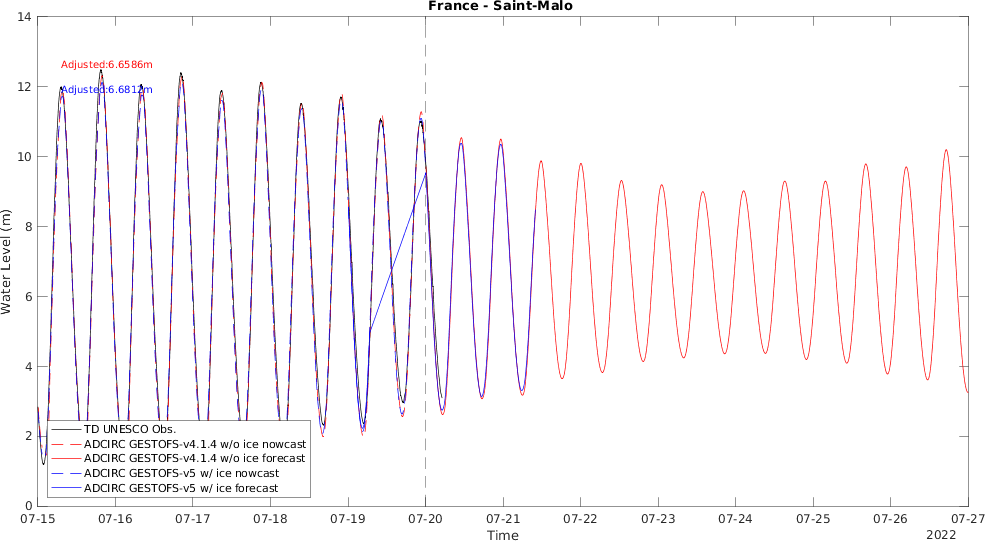 France - Saint-Malo
14
12
10
8
6
4
2
0
Water Level (m)
Adjusted:6.6586m
Adjusted:6.6812m
TD UNESCO Obs.
ADCIRC GESTOFS-v4.1.4 w/o ice nowcast
ADCIRC GESTOFS-v4.1.4 w/o ice forecast
ADCIRC GESTOFS-v5 w/ ice nowcast
ADCIRC GESTOFS-v5 w/ ice forecast
07-15 07-16 07-17 07-18 07-19 07-20 07-21 07-22 07-23 07-24 07-25 07-26 07-27
Time
2022